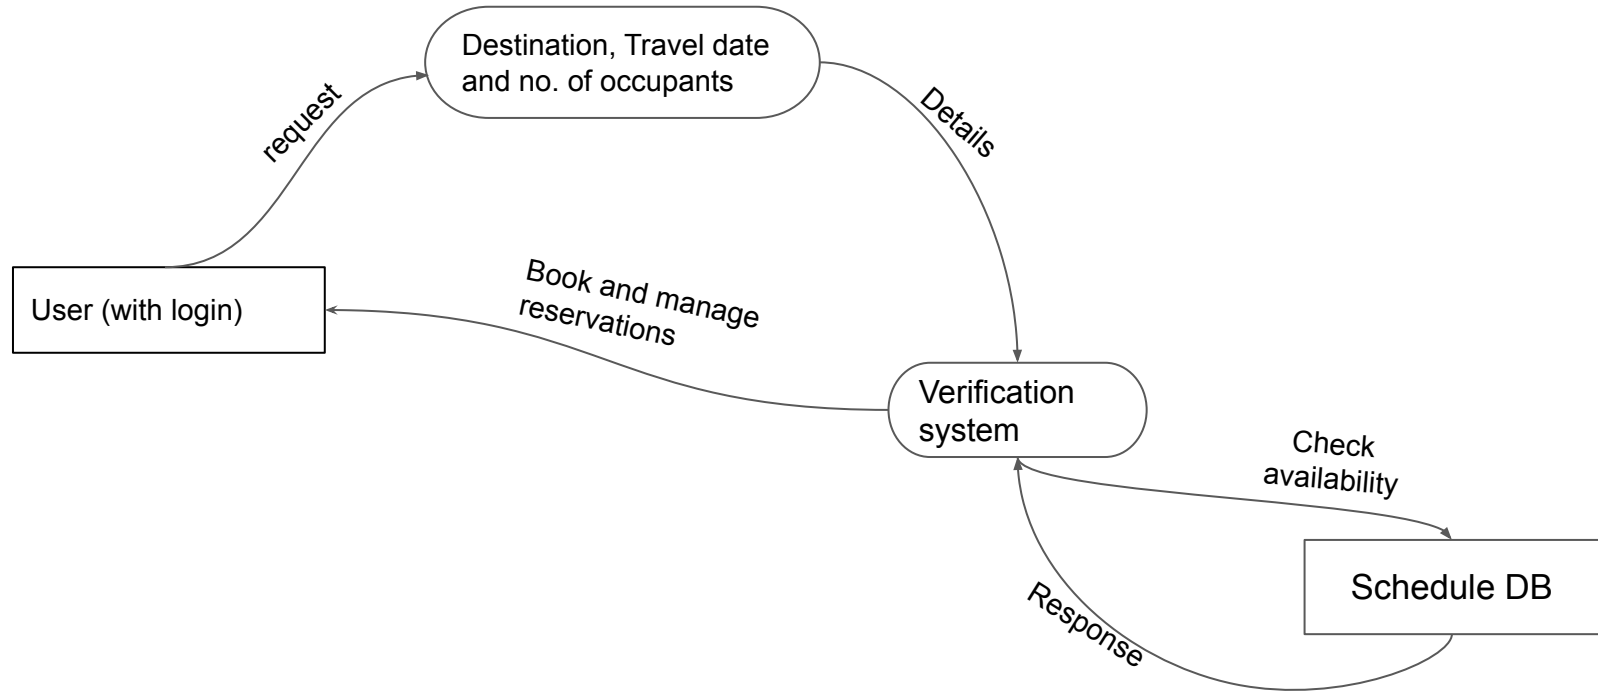 Destination, Travel date
and no. of occupants
request
Details
User (with login)
Book and manage
reservations
Verification
system
Check
availability
Schedule DB
Response